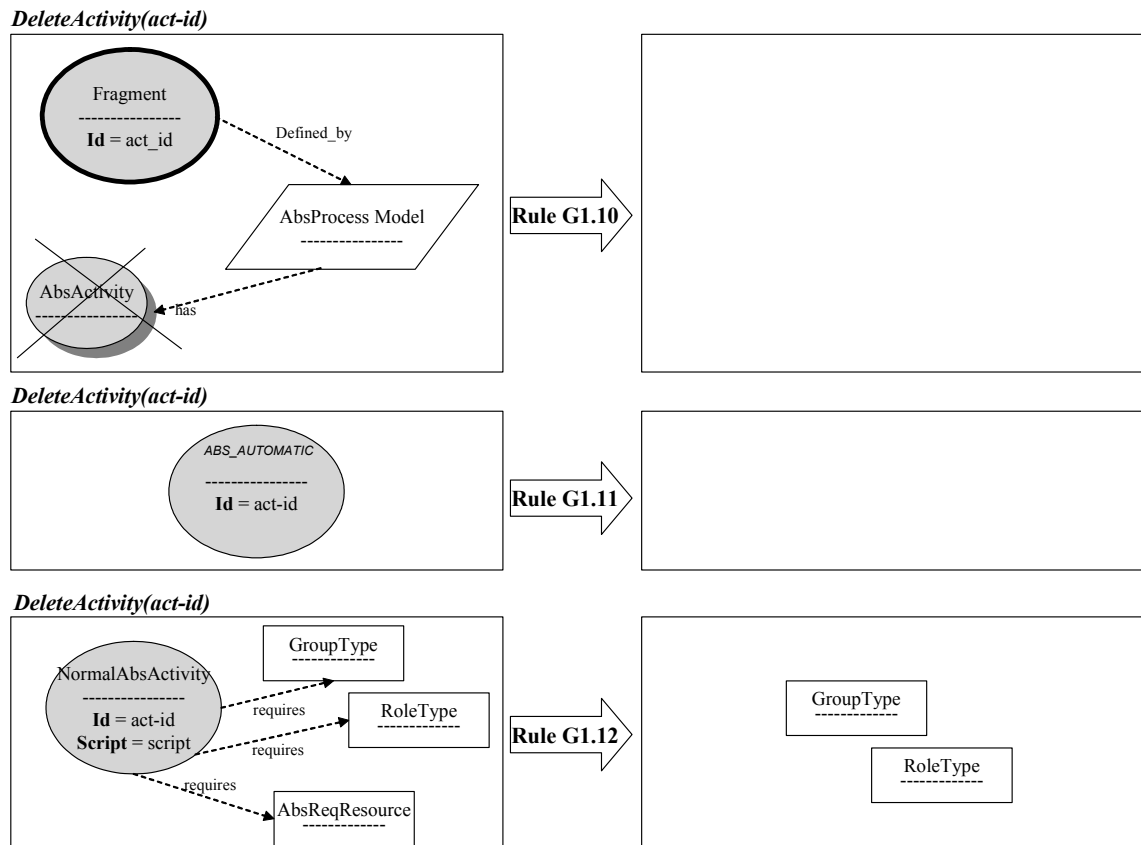 DeleteActivity(act-id)
Fragment
----------------
Id = act_id
Defined_by
AbsProcess Model
----------------
AbsActivity
----------------
has
Rule G1.10
DeleteActivity(act-id)
ABS_AUTOMATIC
----------------
Id = act-id
Rule G1.11
DeleteActivity(act-id)
NormalAbsActivity
----------------
Id = act-id
Script = script
GroupType
-------------
requires
RoleType
-------------
requires
requires
AbsReqResource
-------------
Rule G1.12
GroupType
-------------
RoleType
-------------